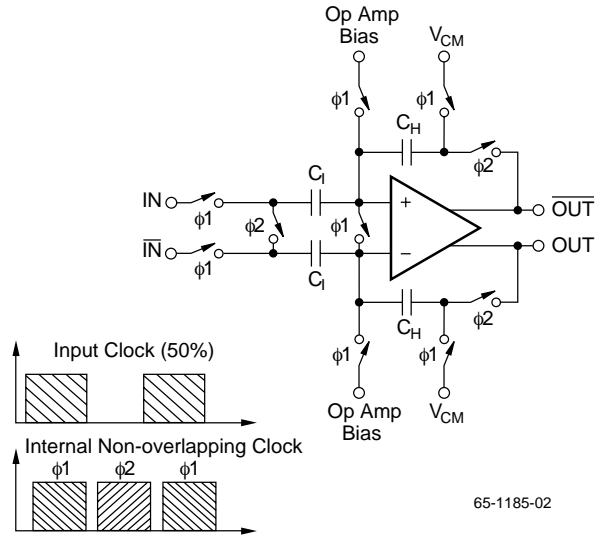 Op Amp
Bias
V_CM
ϕ1
ϕ1
C_H
ϕ2
C_I
IN
ϕ1
+
OUT̅
ϕ2
ϕ1
IN̅
ϕ1
−
OUT
C_I
C_H
ϕ2
ϕ1
ϕ1
Op Amp
Bias
V_CM
Input Clock (50%)
Internal Non-overlapping Clock
ϕ1 ϕ2 ϕ1
65-1185-02